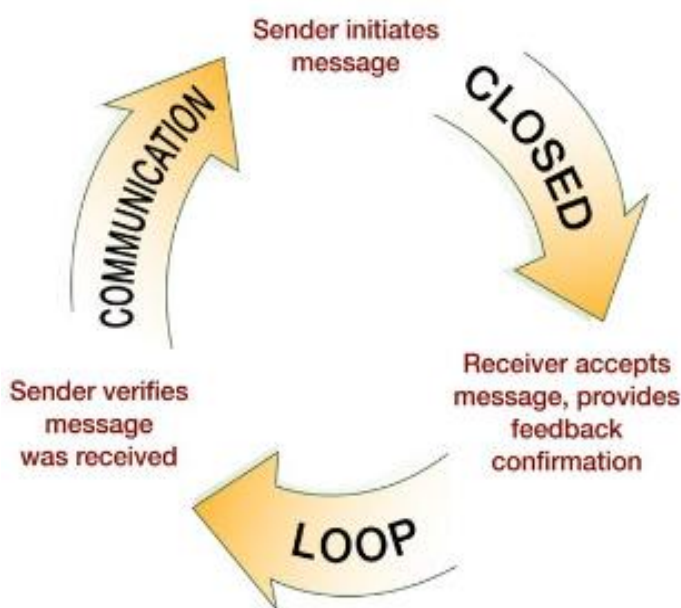 Sender initiates
message
CLOSED
Receiver accepts
message, provides
feedback
confirmation
LOOP
Sender verifies
message
was received
COMMUNICATION